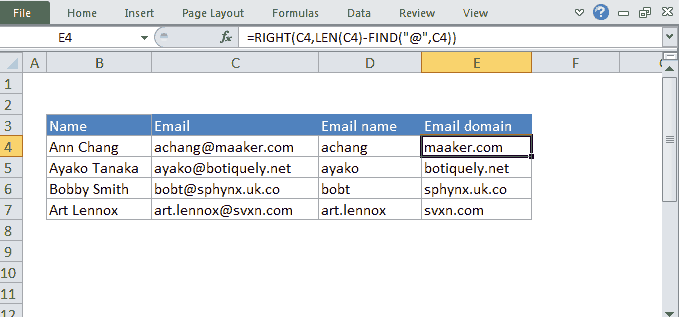 File Home Insert Page Layout Formulas Data Review View
E4 fx =RIGHT(C4,LEN(C4)-FIND("@",C4))
A B C D E F
1
2
3 Name Email Email name Email domain
4 Ann Chang achang@maaker.com achang maaker.com
5 Ayako Tanaka ayako@botiquely.net ayako botiquely.net
6 Bobby Smith bobt@sphynx.uk.co bobt sphynx.uk.co
7 Art Lennox art.lennox@svxn.com art.lennox svxn.com
8
9
10
11
12